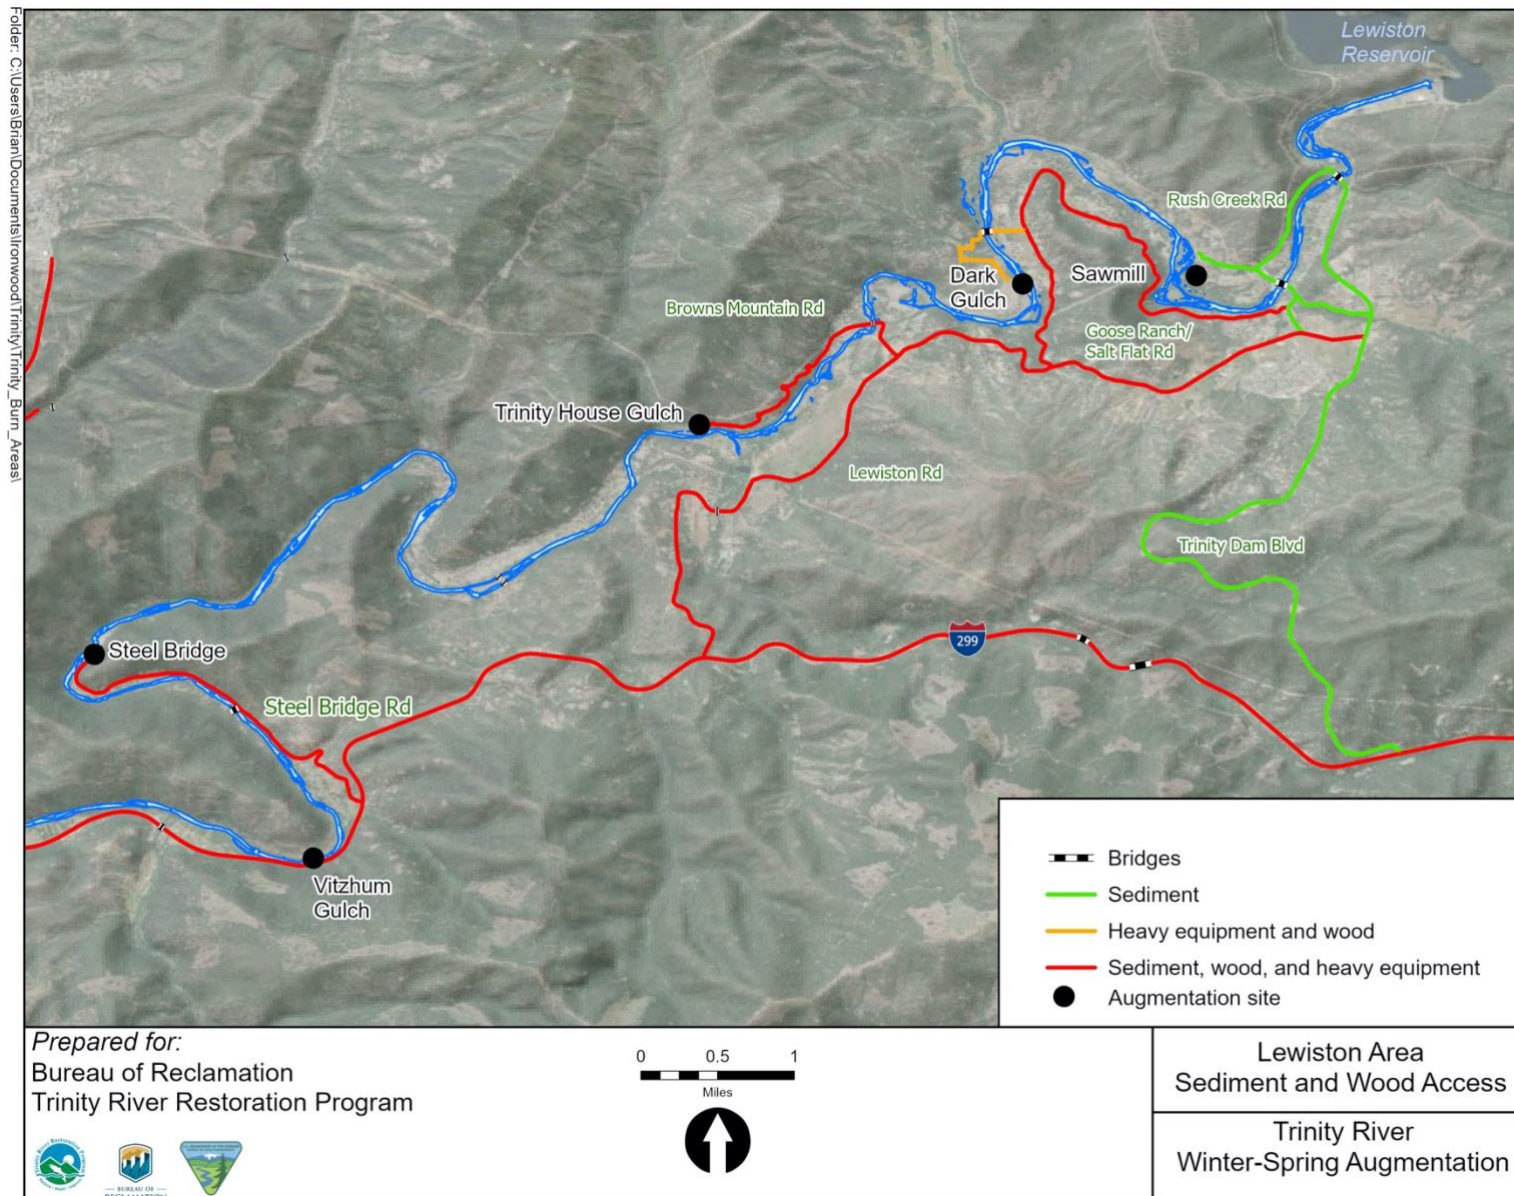 Folder: C:\Users\Brian\Documents\Ironwood\Trinity\Trinity_Burn_Areas\
Lewiston
Reservoir
Rush Creek Rd
Dark
Gulch
Sawmill
Browns Mountain Rd
Goose Ranch/
Salt Flat Rd
Trinity House Gulch
Lewiston Rd
Trinity Dam Blvd
299
Steel Bridge
Steel Bridge Rd
Vitzhum
Gulch
Bridges
Sediment
Heavy equipment and wood
Sediment, wood, and heavy equipment
Augmentation site
Prepared for:
Bureau of Reclamation
Trinity River Restoration Program
0 0.5 1
Miles
Lewiston Area
Sediment and Wood Access
Trinity River
Winter-Spring Augmentation
BUREAU OF
RECLAMATION